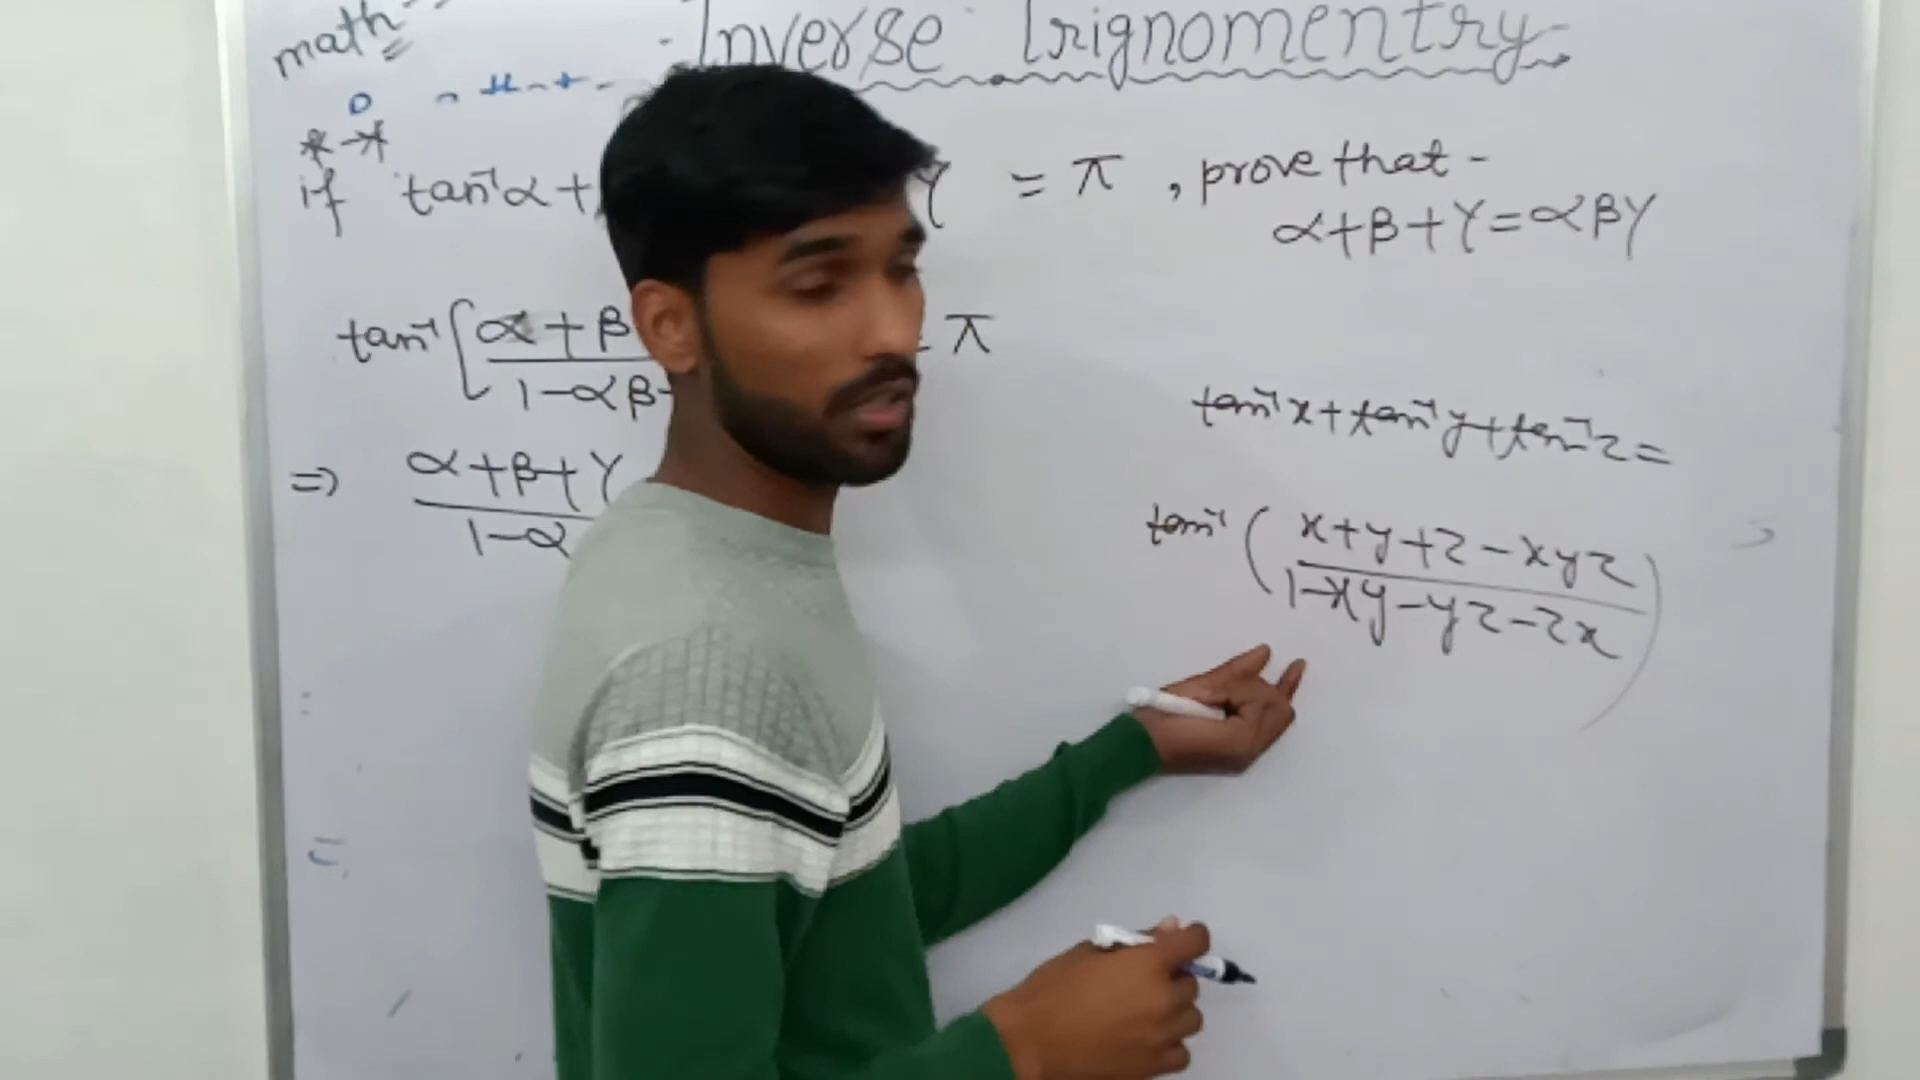 math
Inverse Trignomentry
if tan⁻¹α+ γ = π , prove that -
α+β+γ=αβγ
tan⁻¹[α+β = π
1-αβ-
tan⁻¹x+tan⁻¹y+tan⁻¹z=
=> α+β+γ
1-α
tan⁻¹(x+y+z-xyz
1-xy-yz-zx)